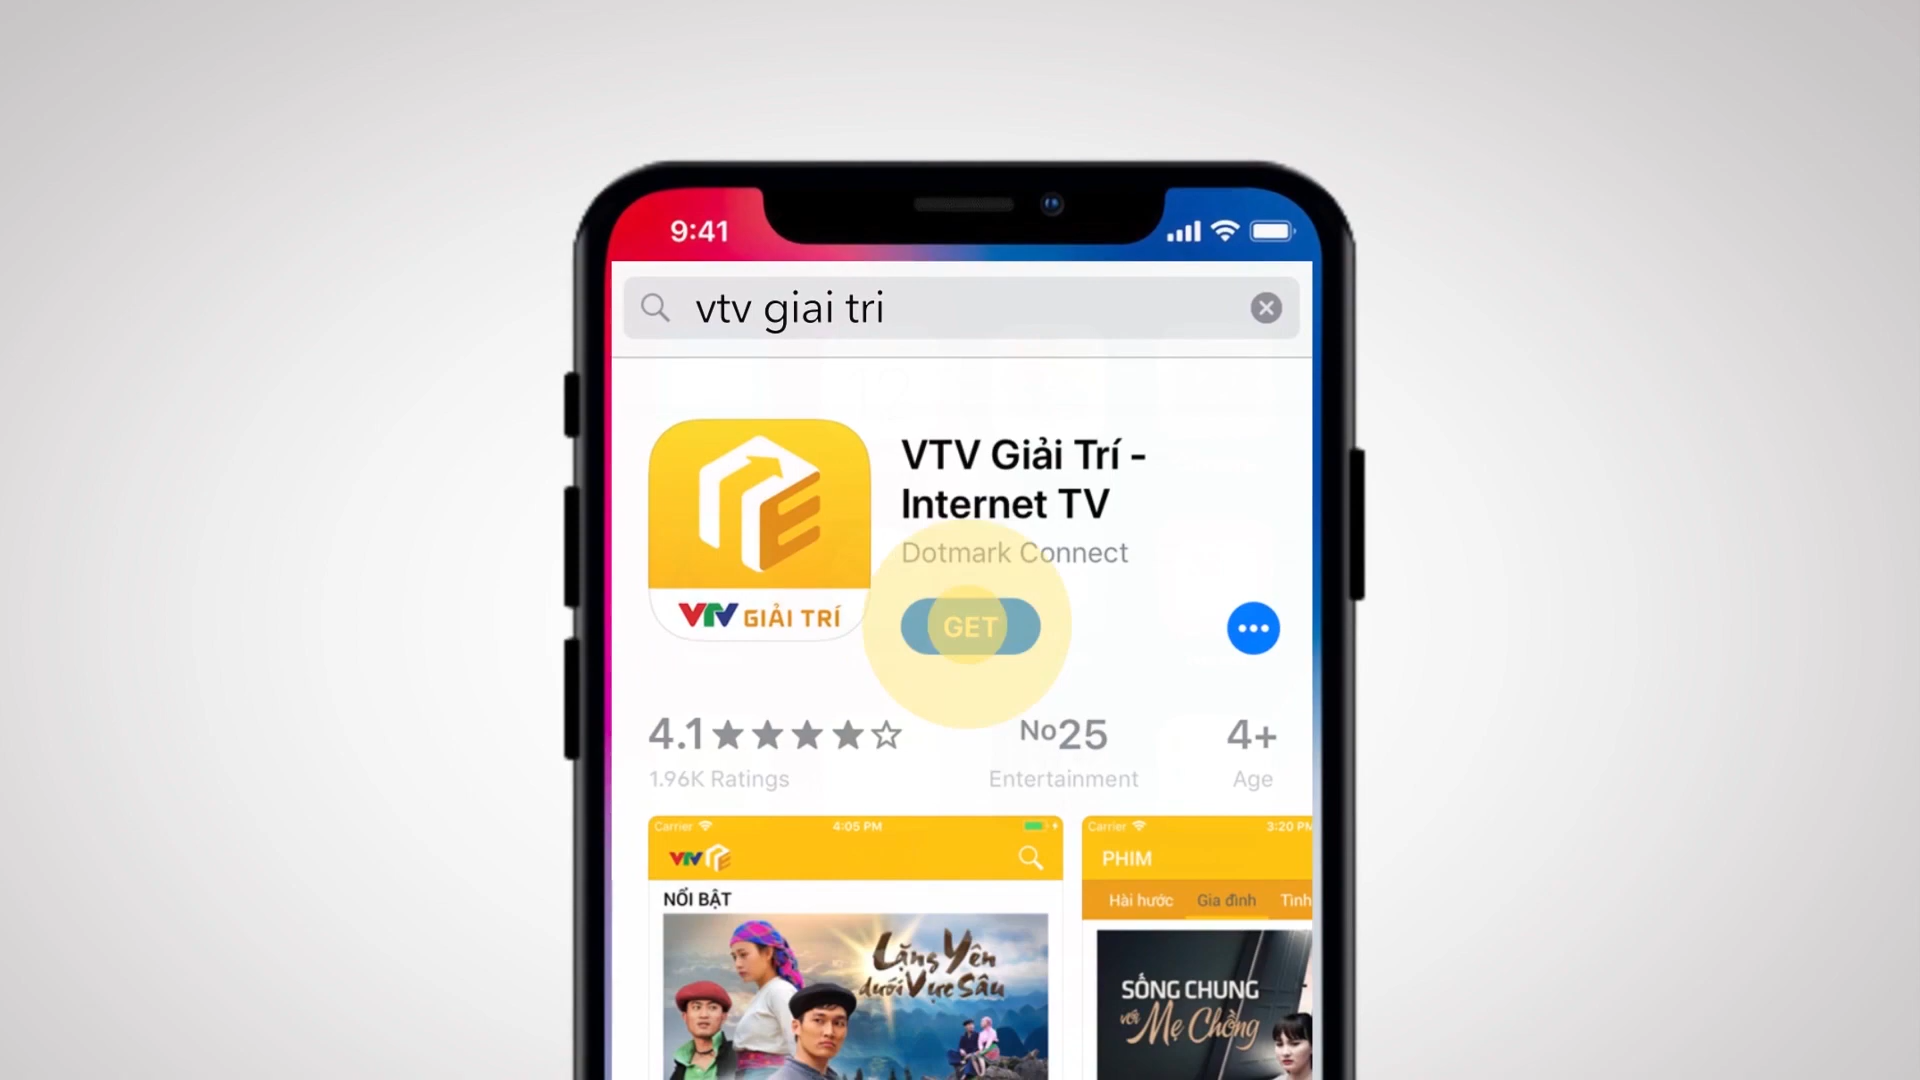 9:41
vtv giai tri
VTV Giải Trí -
Internet TV
Dotmark Connect
GET
VTV GIẢI TRÍ
4.1
No25
4+
1.96K Ratings
Entertainment
Age
Carrier
4:05 PM
VTV
NỔI BẬT
Lặng Yên
dưới Vực Sâu
Carrier
3:20 PM
PHIM
Hài hước
Gia đình
Tình
SỐNG CHUNG
với Mẹ Chồng